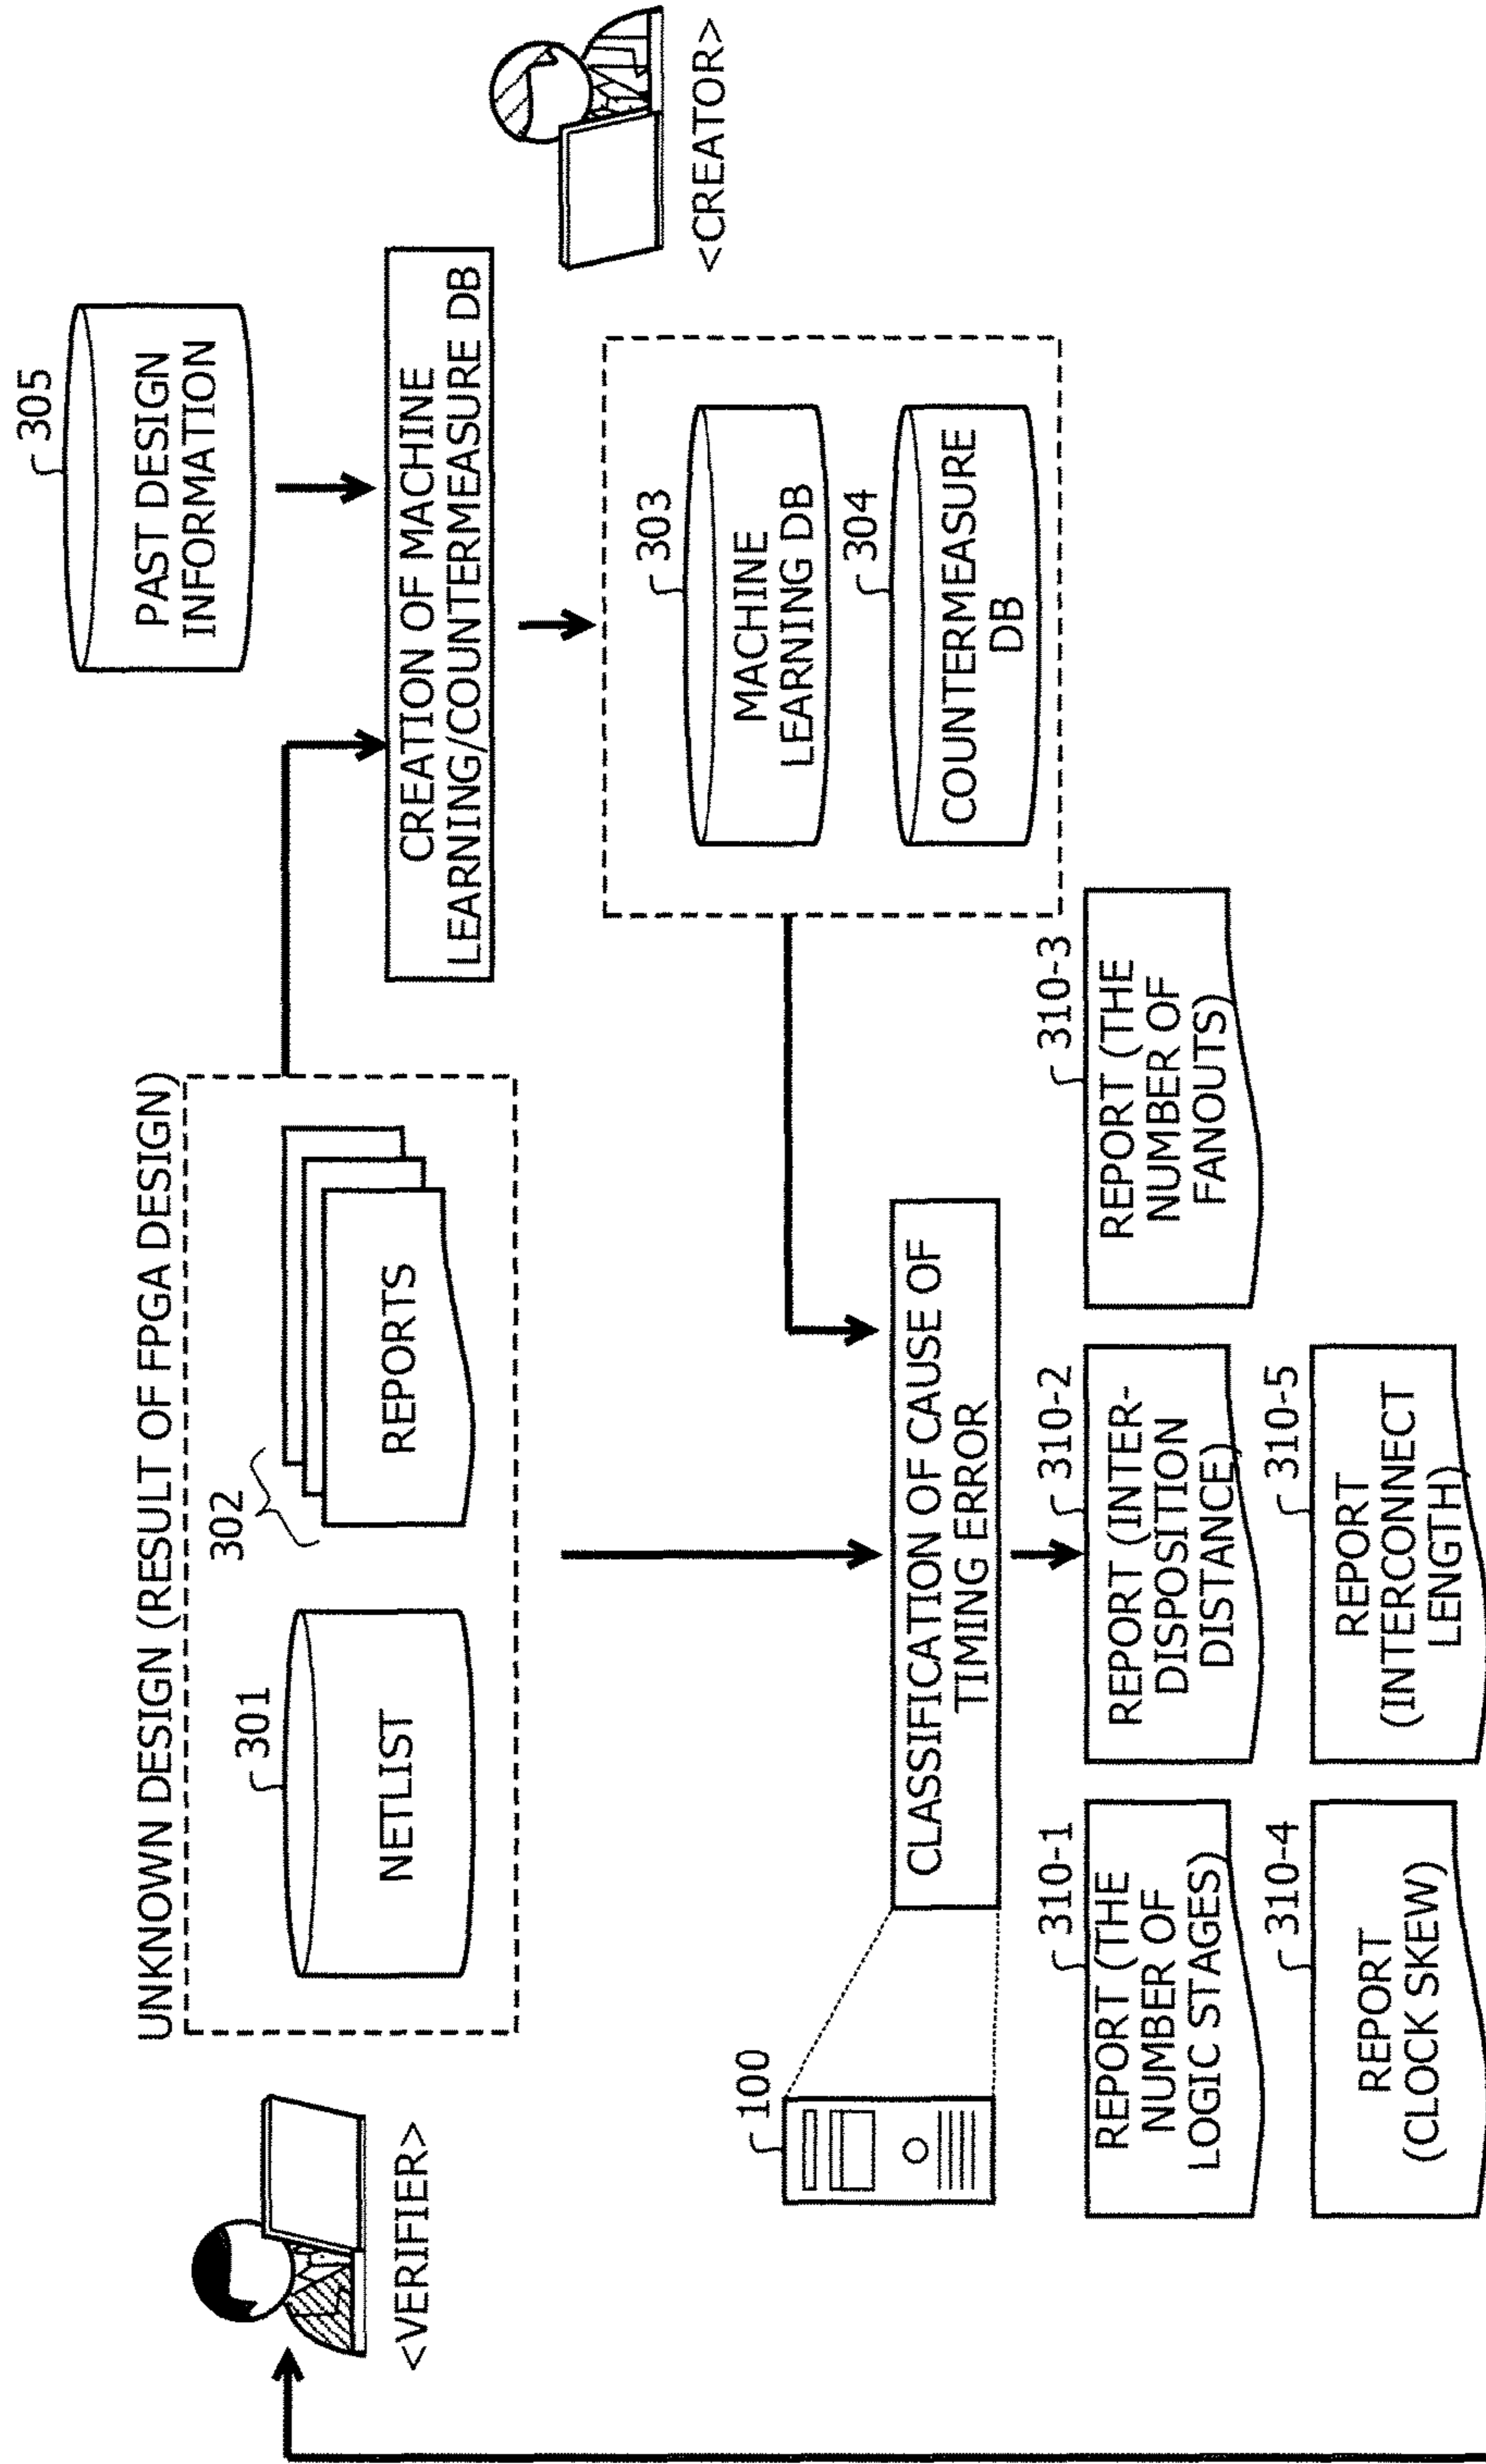 UNKNOWN DESIGN (RESULT OF FPGA DESIGN)
301
NETLIST
302
REPORTS
<VERIFIER>
305
PAST DESIGN
INFORMATION
CREATION OF MACHINE
LEARNING/COUNTERMEASURE DB
<CREATOR>
303
MACHINE
LEARNING DB
304
COUNTERMEASURE
DB
100
CLASSIFICATION OF CAUSE OF
TIMING ERROR
310-1
REPORT (THE
NUMBER OF
LOGIC STAGES)
310-2
REPORT (INTER-
DISPOSITION
DISTANCE)
310-3
REPORT (THE
NUMBER OF
FANOUTS)
310-4
REPORT
(CLOCK SKEW)
310-5
REPORT
(INTERCONNECT
LENGTH)